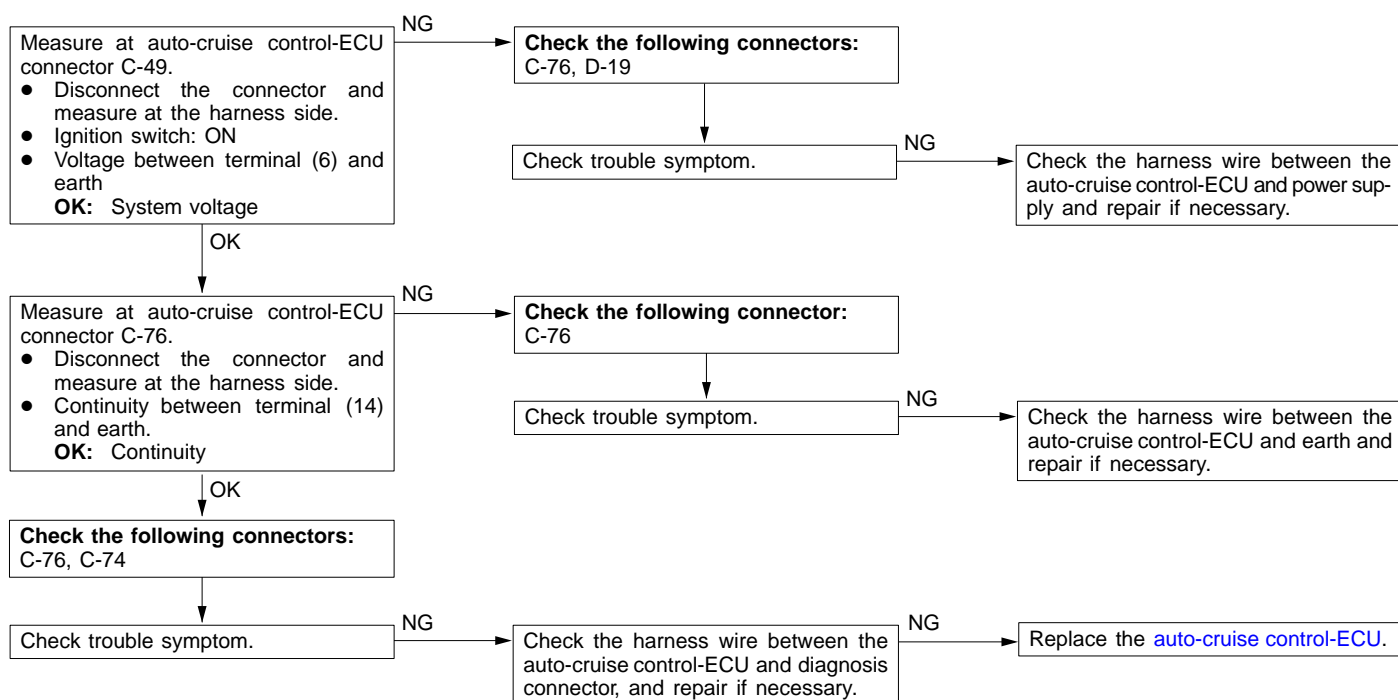 Measure at auto-cruise control-ECU
connector C-49.
● Disconnect the connector and
measure at the harness side.
● Ignition switch: ON
● Voltage between terminal (6) and
earth
OK: System voltage
NG
Check the following connectors:
C-76, D-19
Check trouble symptom.
NG
Check the harness wire between the
auto-cruise control-ECU and power sup-
ply and repair if necessary.
OK
Measure at auto-cruise control-ECU
connector C-76.
● Disconnect the connector and
measure at the harness side.
● Continuity between terminal (14)
and earth.
OK: Continuity
NG
Check the following connector:
C-76
Check trouble symptom.
NG
Check the harness wire between the
auto-cruise control-ECU and earth and
repair if necessary.
OK
Check the following connectors:
C-76, C-74
Check trouble symptom.
NG
Check the harness wire between the
auto-cruise control-ECU and diagnosis
connector, and repair if necessary.
NG
Replace the auto-cruise control-ECU.